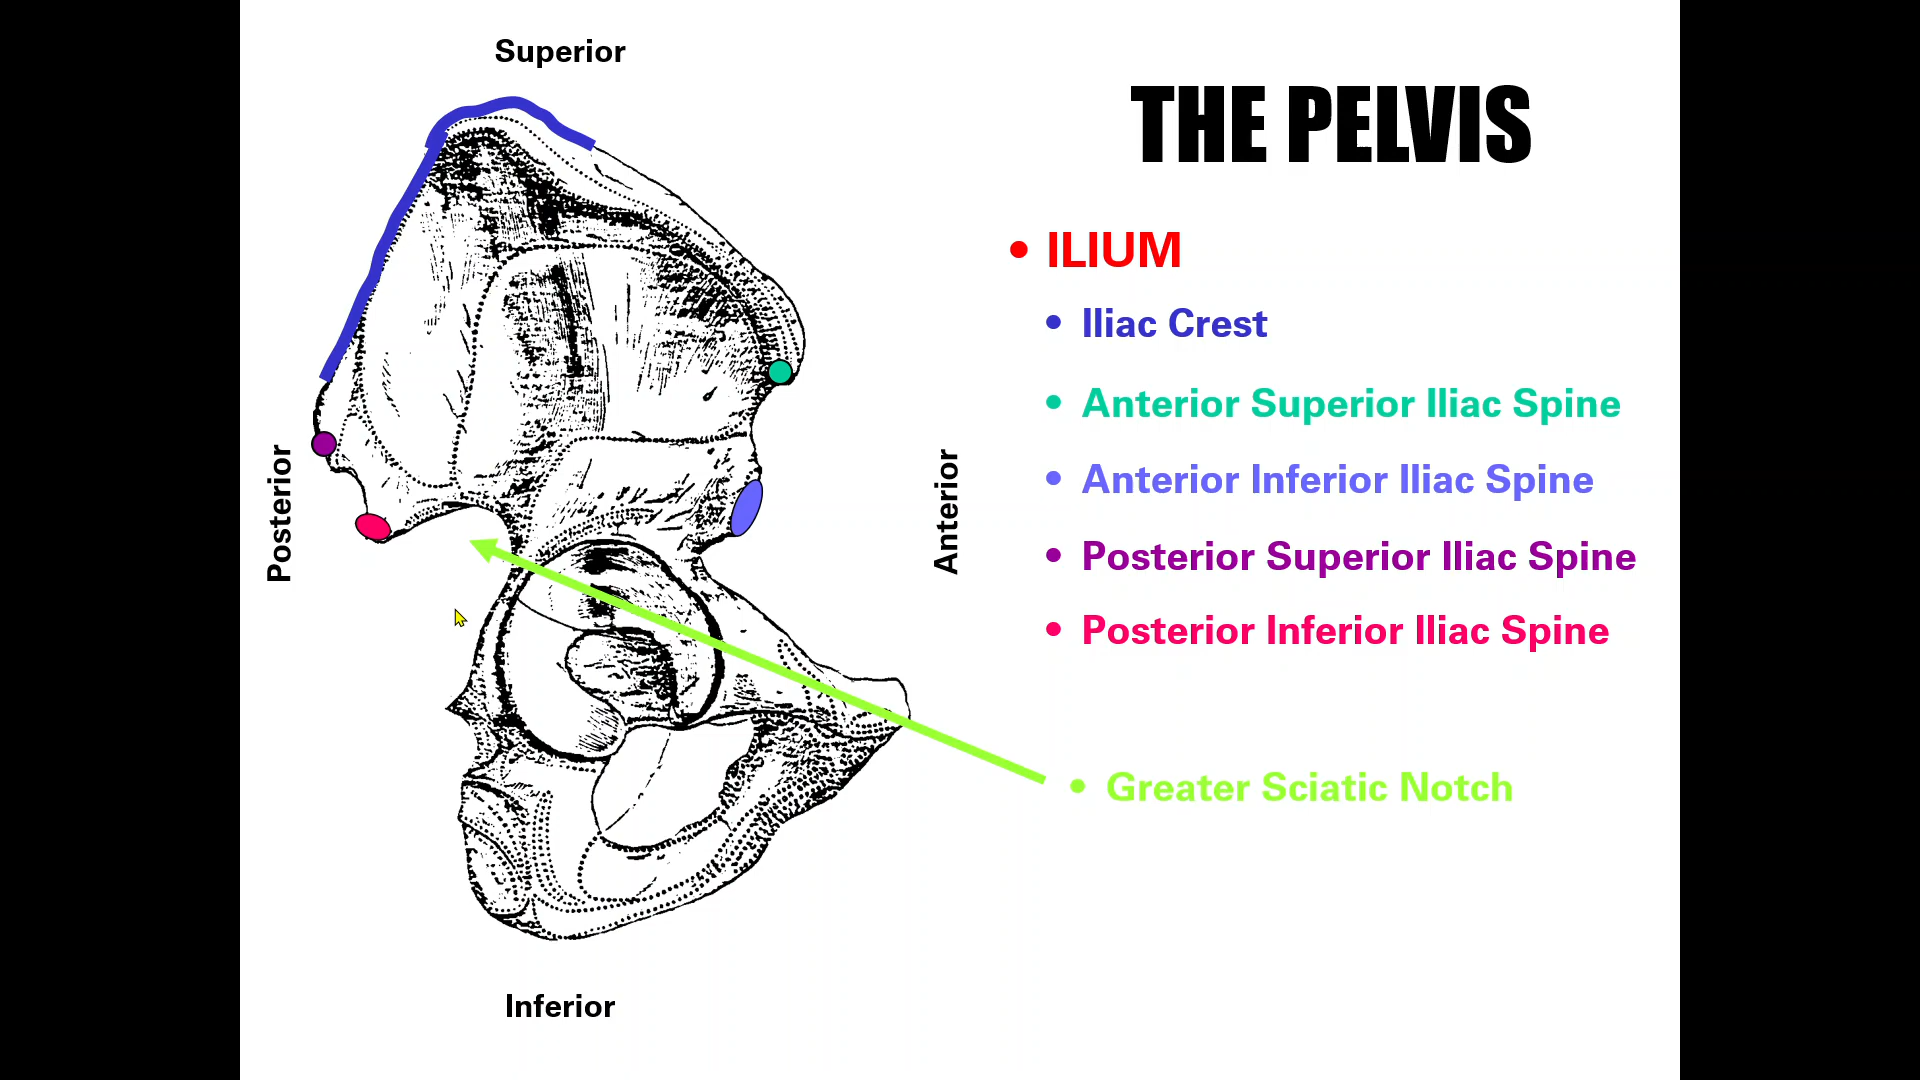 Superior
THE PELVIS
• ILIUM
• Iliac Crest
• Anterior Superior Iliac Spine
• Anterior Inferior Iliac Spine
• Posterior Superior Iliac Spine
• Posterior Inferior Iliac Spine
• Greater Sciatic Notch
Posterior
Anterior
Inferior